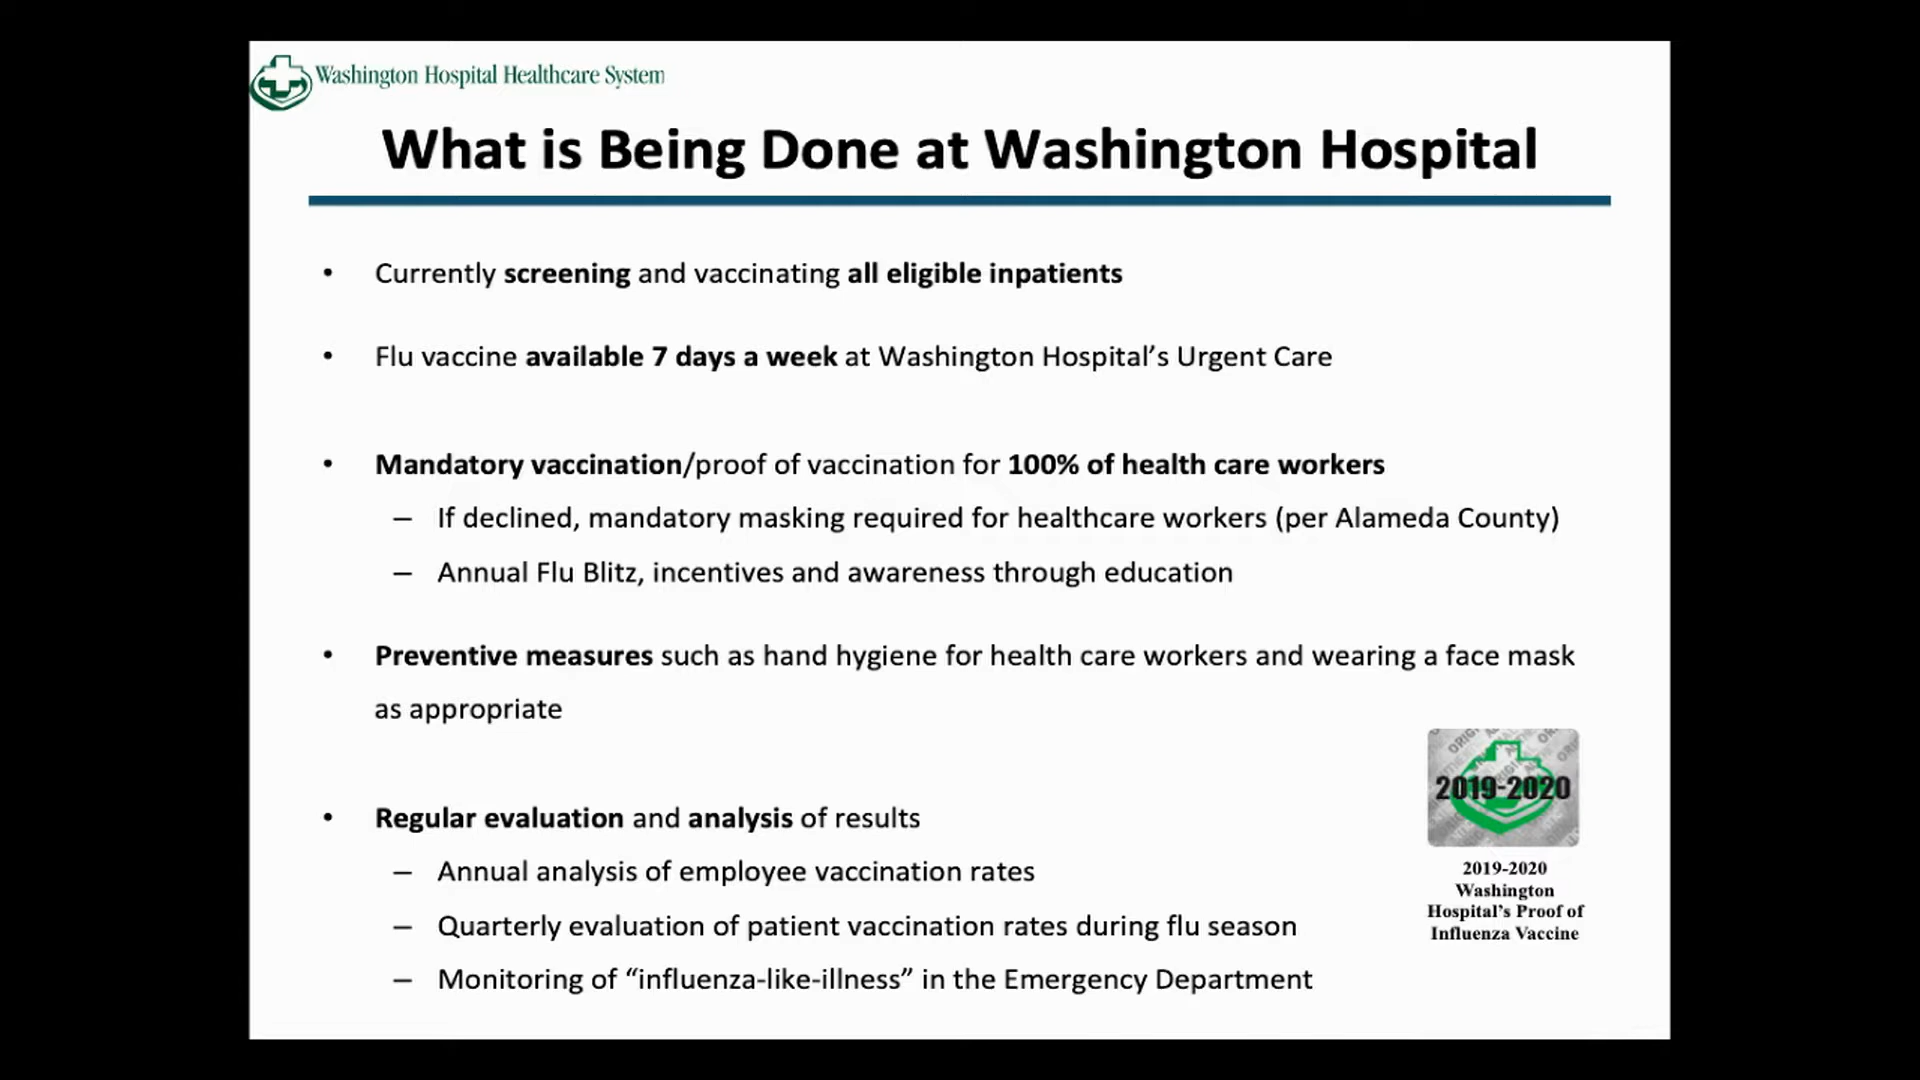 Washington Hospital Healthcare System
What is Being Done at Washington Hospital
• Currently screening and vaccinating all eligible inpatients
• Flu vaccine available 7 days a week at Washington Hospital’s Urgent Care
• Mandatory vaccination/proof of vaccination for 100% of health care workers
– If declined, mandatory masking required for healthcare workers (per Alameda County)
– Annual Flu Blitz, incentives and awareness through education
• Preventive measures such as hand hygiene for health care workers and wearing a face mask
as appropriate
• Regular evaluation and analysis of results
– Annual analysis of employee vaccination rates
– Quarterly evaluation of patient vaccination rates during flu season
– Monitoring of “influenza-like-illness” in the Emergency Department
2019-2020
2019-2020
Washington
Hospital’s Proof of
Influenza Vaccine